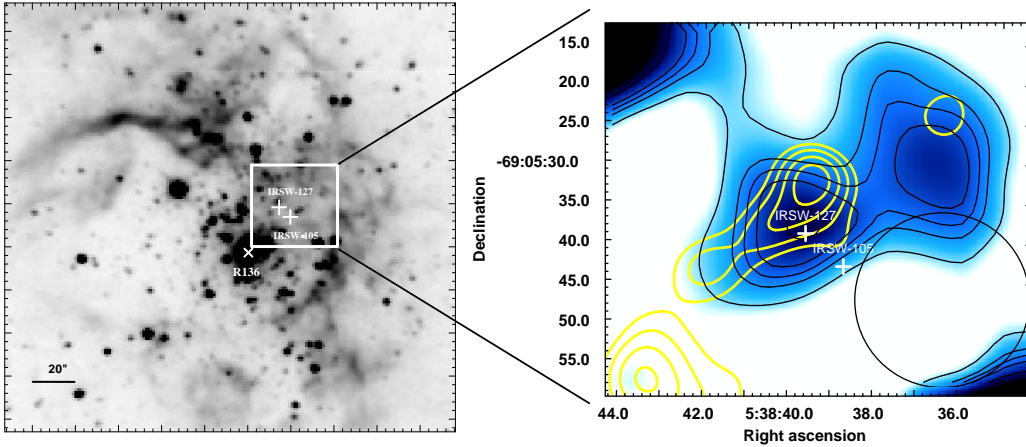 IRSW-127
IRSW-105
R136
20"
15.0
20.0
25.0
-69:05:30.0
35.0
40.0
45.0
50.0
55.0
Declination
IRSW-127
IRSW-105
44.0 42.0 5:38:40.0 38.0 36.0
Right ascension